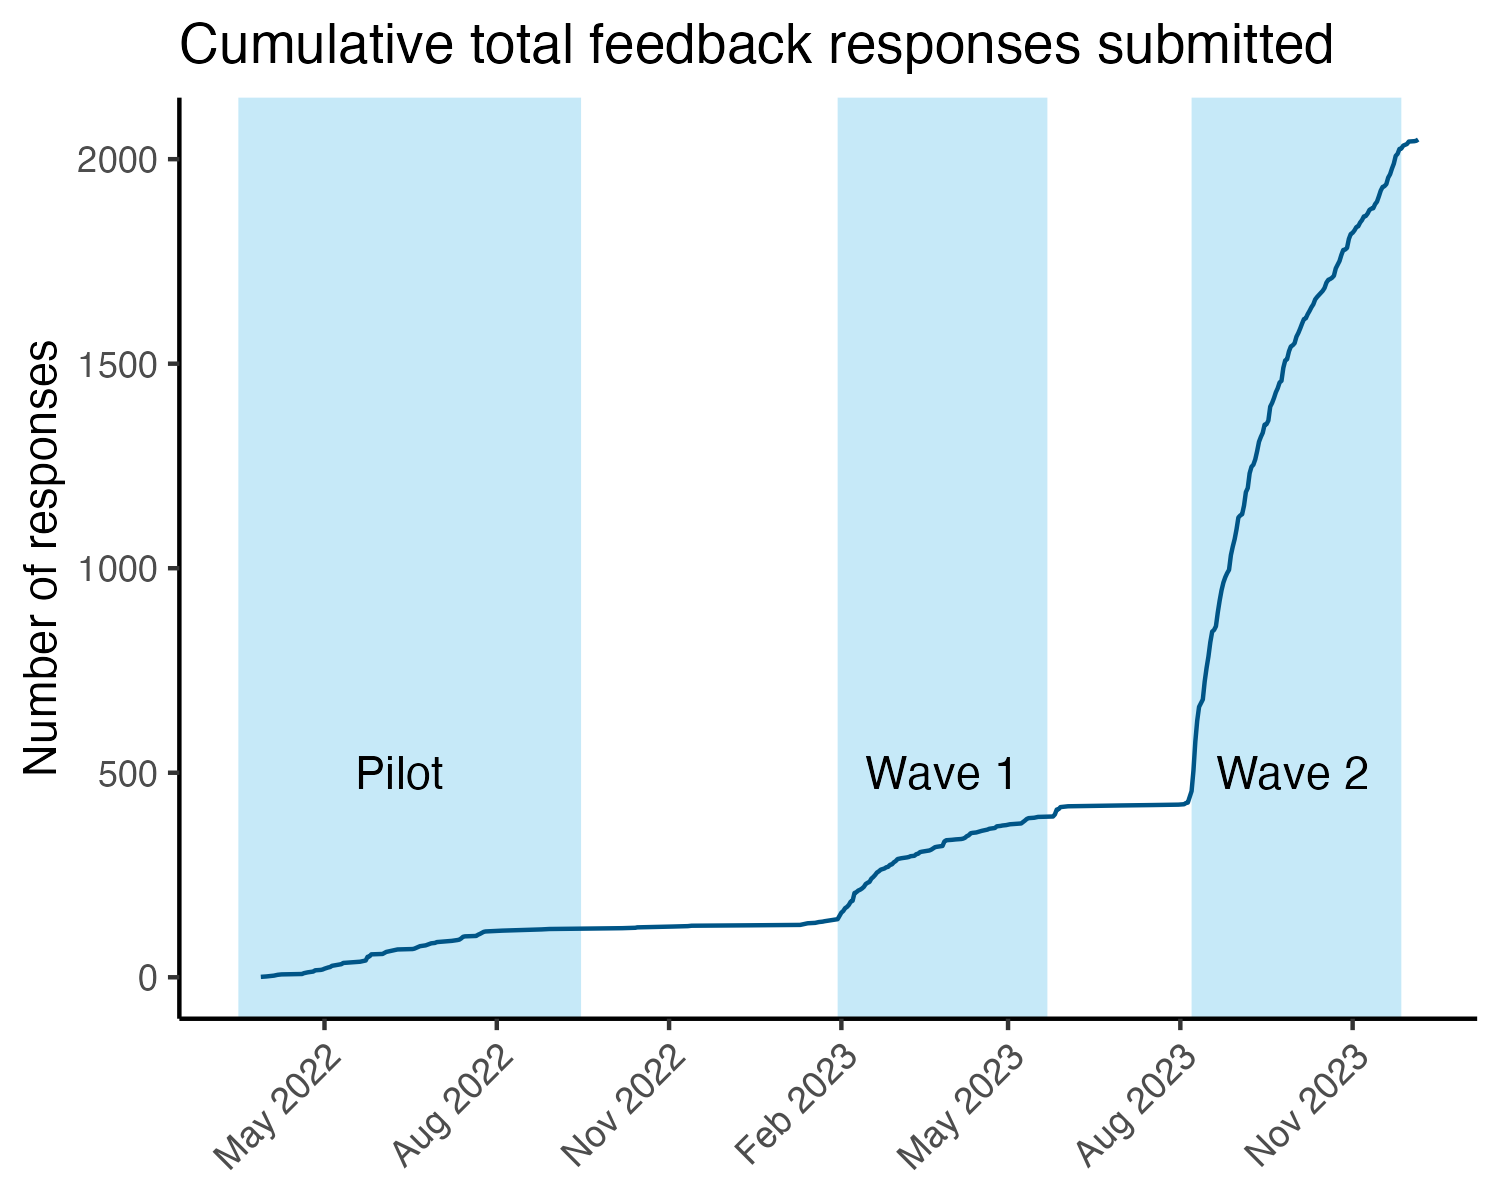 Cumulative total feedback responses submitted
Number of responses
2000
1500
1000
500
0
Pilot
Wave 1
Wave 2
May 2022
Aug 2022
Nov 2022
Feb 2023
May 2023
Aug 2023
Nov 2023